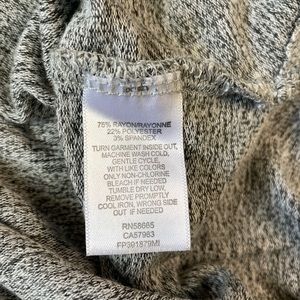 75% RAYON/RAYONNE
22% POLYESTER
3% SPANDEX
TURN GARMENT INSIDE OUT,
MACHINE WASH COLD,
GENTLE CYCLE,
WITH LIKE COLORS
ONLY NON-CHLORINE
BLEACH IF NEEDED
TUMBLE DRY LOW,
REMOVE PROMPTLY
COOL IRON, WRONG SIDE
OUT IF NEEDED
RN58665
CA57983
FP391879MI